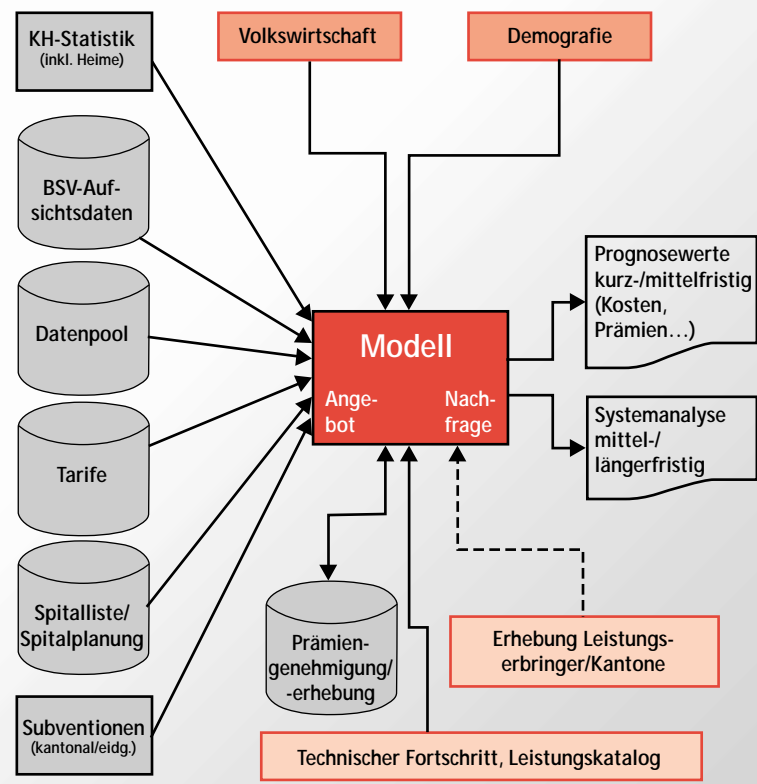 KH-Statistik
(inkl. Heime)
Volkswirtschaft
Demografie
BSV-Auf-
sichtsdaten
Datenpool
Tarife
Spitalliste/
Spitalplanung
Subventionen
(kantonal/eidg.)
Modell
Ange-
bot
Nach-
frage
Prognosewerte
kurz-/mittelfristig
(Kosten,
Prämien...)
Systemanalyse
mittel-/
längerfristig
Prämien-
genehmigung/
-erhebung
Erhebung Leistungs-
erbringer/Kantone
Technischer Fortschritt, Leistungskatalog